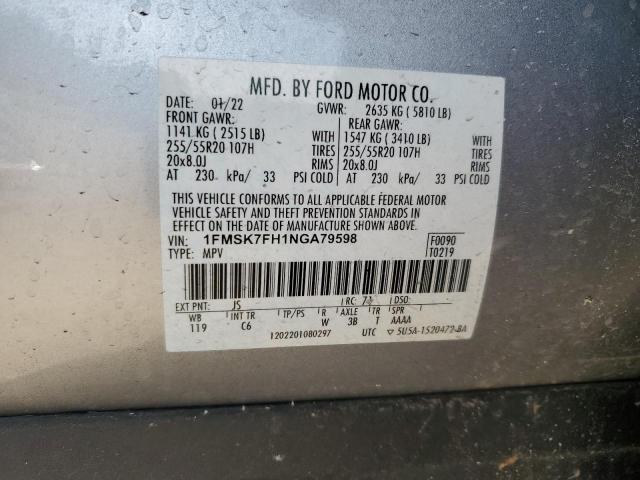 MFD. BY FORD MOTOR CO.
DATE: 01/22 GVWR: 2635 KG ( 5810 LB)
FRONT GAWR: REAR GAWR:
1141 KG ( 2515 LB) WITH 1547 KG ( 3410 LB) WITH
255/55R20 107H TIRES 255/55R20 107H TIRES
20x8.0J RIMS 20x8.0J RIMS
AT 230 kPa/ 33 PSI COLD AT 230 kPa/ 33 PSI COLD
THIS VEHICLE CONFORMS TO ALL APPLICABLE FEDERAL MOTOR
VEHICLE SAFETY AND THEFT PREVENTION STANDARDS IN
EFFECT ON THE DATE OF MANUFACTURE SHOWN ABOVE.
VIN: 1FMSK7FH1NGA79598 F0090
TYPE: MPV T0219
EXT PNT: JS RC: DSO:
WB INT TR TP/PS R AXLE TR SPR
119 C6 W 3B T AAAA
1202201080297 UTC ▽ 5U5A-1520472-BA